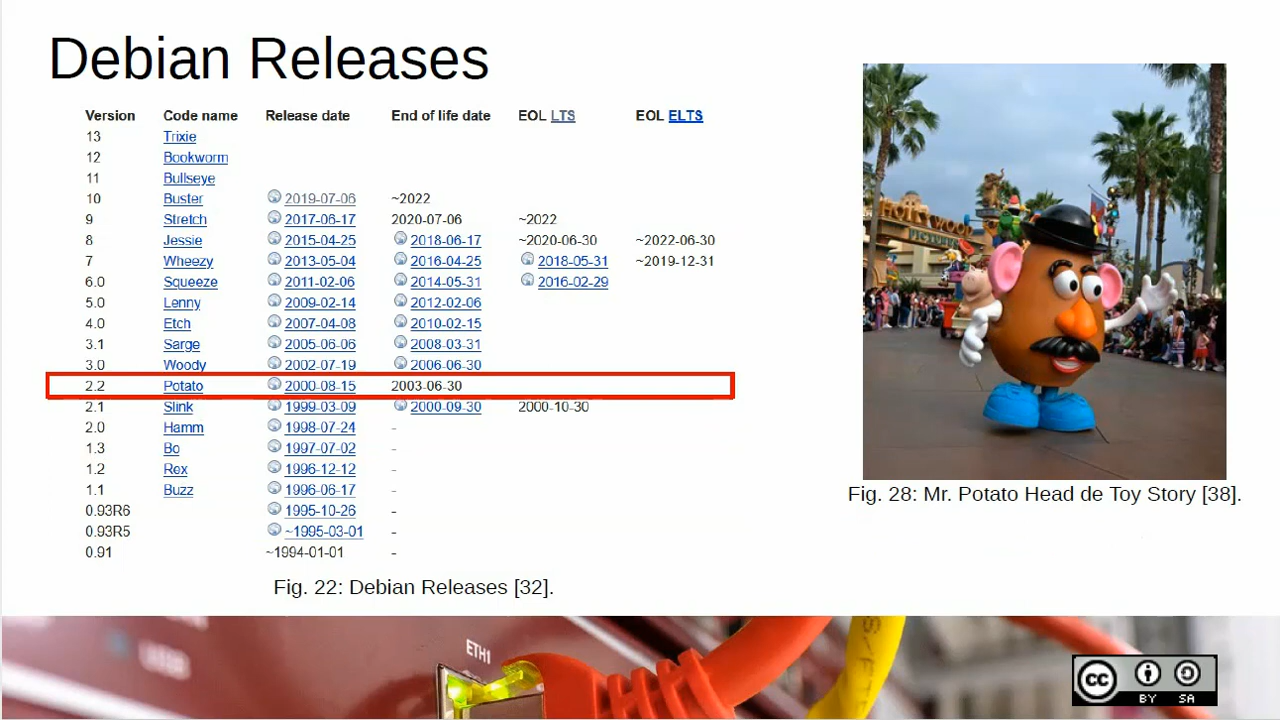 Debian Releases
Version Code name Release date End of life date EOL LTS EOL ELTS
13 Trixie
12 Bookworm
11 Bullseye
10 Buster 2019-07-06 ~2022
9 Stretch 2017-06-17 2020-07-06 ~2022
8 Jessie 2015-04-25 2018-06-17 ~2020-06-30 ~2022-06-30
7 Wheezy 2013-05-04 2016-04-25 2018-05-31 ~2019-12-31
6.0 Squeeze 2011-02-06 2014-05-31 2016-02-29
5.0 Lenny 2009-02-14 2012-02-06
4.0 Etch 2007-04-08 2010-02-15
3.1 Sarge 2005-06-06 2008-03-31
3.0 Woody 2002-07-19 2006-06-30
2.2 Potato 2000-08-15 2003-06-30
2.1 Slink 1999-03-09 2000-09-30 2000-10-30
2.0 Hamm 1998-07-24 -
1.3 Bo 1997-07-02 -
1.2 Rex 1996-12-12 -
1.1 Buzz 1996-06-17 -
0.93R6 1995-10-26 -
0.93R5 ~1995-03-01 -
0.91 ~1994-01-01 -
Fig. 22: Debian Releases [32].
Fig. 28: Mr. Potato Head de Toy Story [38].
ETH1
cc
BY SA